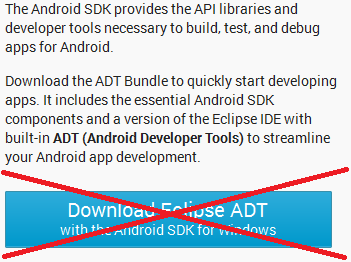 The Android SDK provides the API libraries and
developer tools necessary to build, test, and debug
apps for Android.
Download the ADT Bundle to quickly start developing
apps. It includes the essential Android SDK
components and a version of the Eclipse IDE with
built-in ADT (Android Developer Tools) to streamline
your Android app development.
Download Eclipse ADT
with the Android SDK for Windows